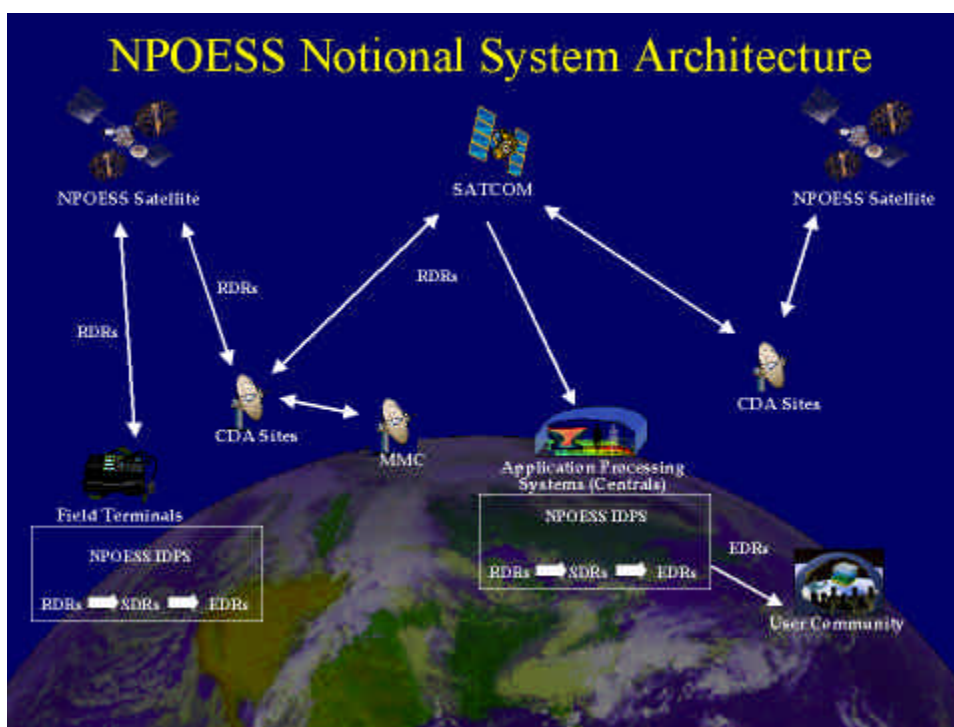 NPOESS Notional System Architecture
NPOESS Satellite
SATCOM
NPOESS Satellite
RDRs
RDRs
RDRs
CDA Sites
MMC
CDA Sites
Field Terminals
NPOESS IDPS
RDRs SDRs EDRs
Application Processing
Systems (Centrals)
NPOESS IDPS
RDRs SDRs EDRs
EDRs
User Community